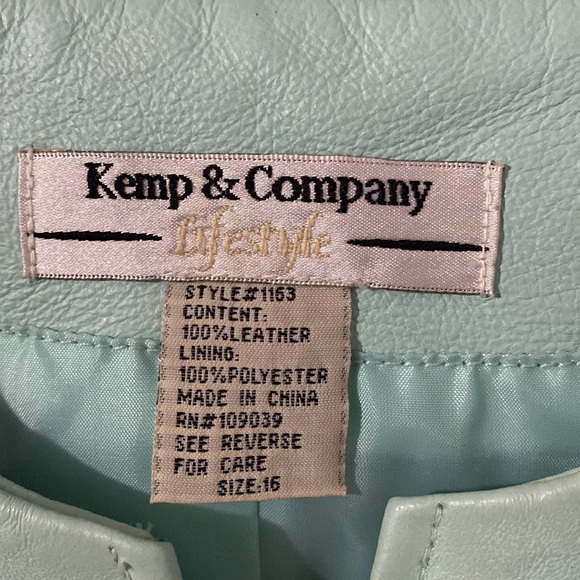 Kemp & Company
Lifestyle
STYLE#1163
CONTENT:
100%LEATHER
LINING:
100%POLYESTER
MADE IN CHINA
RN#109039
SEE REVERSE
FOR CARE
SIZE:16